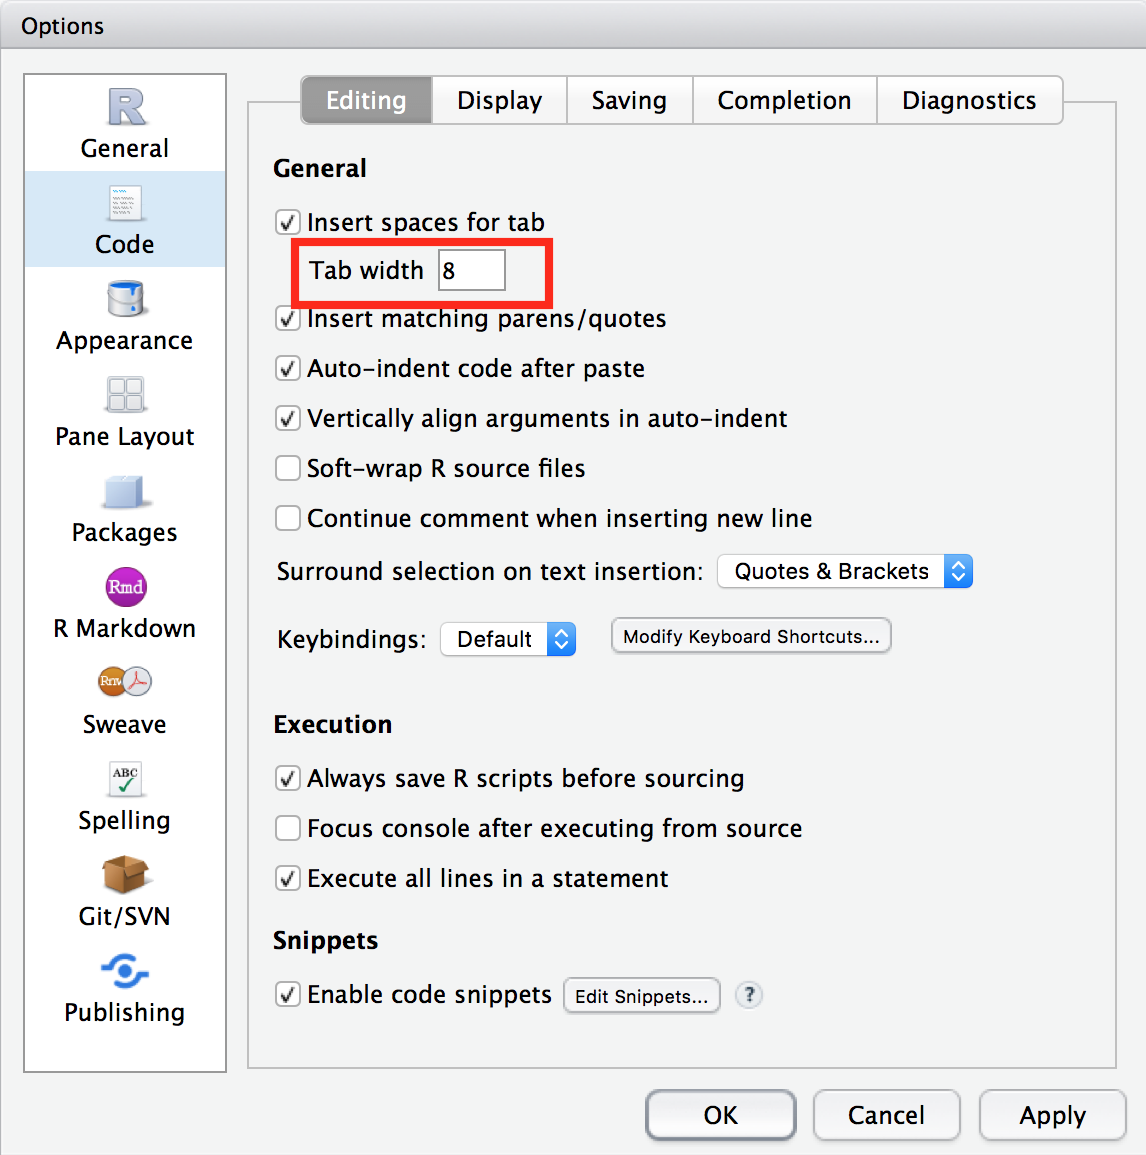 Options
R
General
Code
Appearance
Pane Layout
Packages
Rmd
R Markdown
Rnw
Sweave
ABC
Spelling
Git/SVN
Publishing
Editing
Display
Saving
Completion
Diagnostics
General
Insert spaces for tab
Tab width 8
Insert matching parens/quotes
Auto-indent code after paste
Vertically align arguments in auto-indent
Soft-wrap R source files
Continue comment when inserting new line
Surround selection on text insertion: Quotes & Brackets
Keybindings: Default Modify Keyboard Shortcuts...
Execution
Always save R scripts before sourcing
Focus console after executing from source
Execute all lines in a statement
Snippets
Enable code snippets Edit Snippets... ?
OK Cancel Apply